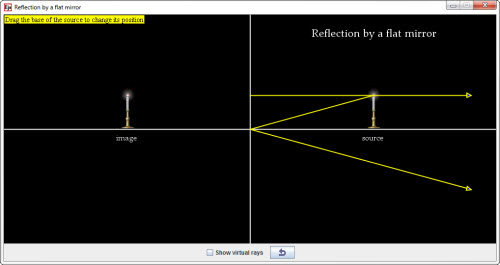 Reflection by a flat mirror
Drag the base of the source to change its position
Reflection by a flat mirror
image
source
Show virtual rays